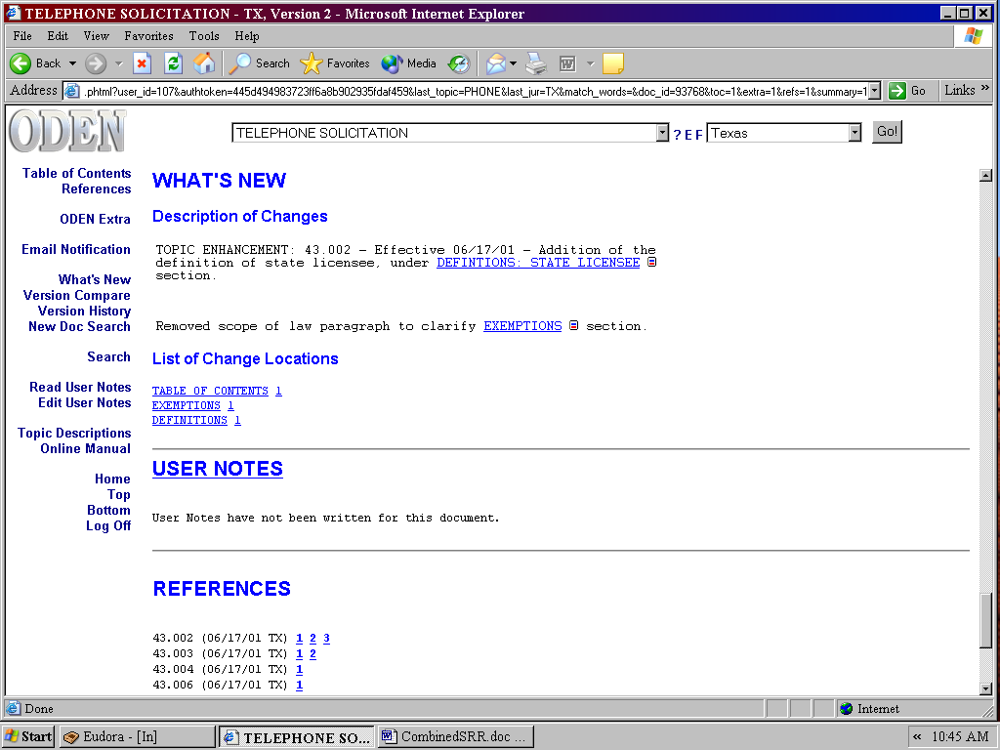 TELEPHONE SOLICITATION - TX, Version 2 - Microsoft Internet Explorer
File Edit View Favorites Tools Help
Back Search Favorites Media
Address .phtml?user_id=107&authtoken=445d494983723ff6a8b902935fdaf459&last_topic=PHONE&last_jur=TX&match_words=&doc_id=93768&toc=1&extra=1&refs=1&summary=1 Go Links »
ODEN
TELEPHONE SOLICITATION ? E F Texas Go!
Table of Contents
References
ODEN Extra
Email Notification
What's New
Version Compare
Version History
New Doc Search
Search
Read User Notes
Edit User Notes
Topic Descriptions
Online Manual
Home
Top
Bottom
Log Off
WHAT'S NEW
Description of Changes
TOPIC ENHANCEMENT: 43.002 - Effective 06/17/01 - Addition of the
definition of state licensee, under DEFINTIONS: STATE LICENSEE
section.
Removed scope of law paragraph to clarify EXEMPTIONS section.
List of Change Locations
TABLE OF CONTENTS 1
EXEMPTIONS 1
DEFINITIONS 1
USER NOTES
User Notes have not been written for this document.
REFERENCES
43.002 (06/17/01 TX) 1 2 3
43.003 (06/17/01 TX) 1 2
43.004 (06/17/01 TX) 1
43.006 (06/17/01 TX) 1
Done Internet
Start Eudora - [In] TELEPHONE SO... CombinedSRR.doc ... « 10:45 AM